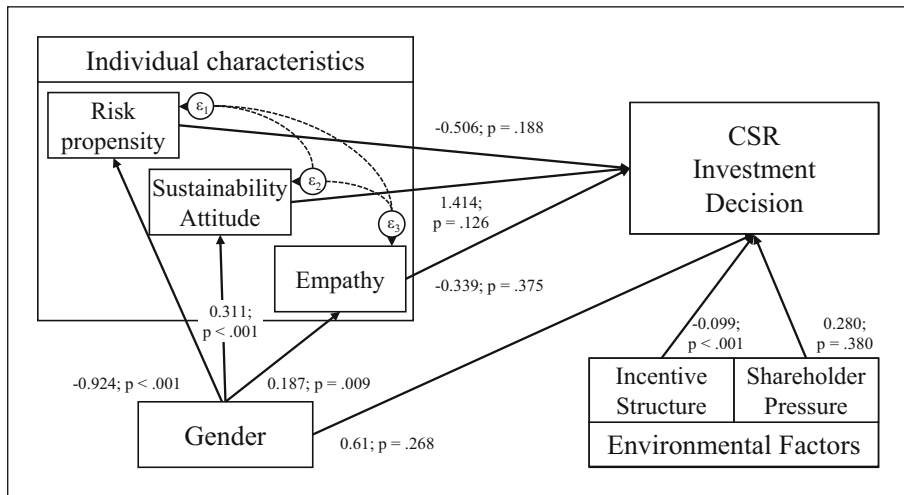 Individual characteristics
Risk
propensity
ε1
Sustainability
Attitude
ε2
Empathy
ε3
-0.506; p = .188
1.414;
p = .126
-0.339; p = .375
CSR
Investment
Decision
0.311;
p < .001
-0.924; p < .001
0.187; p = .009
Gender
0.61; p = .268
-0.099;
p < .001
0.280;
p = .380
Incentive
Structure
Shareholder
Pressure
Environmental Factors